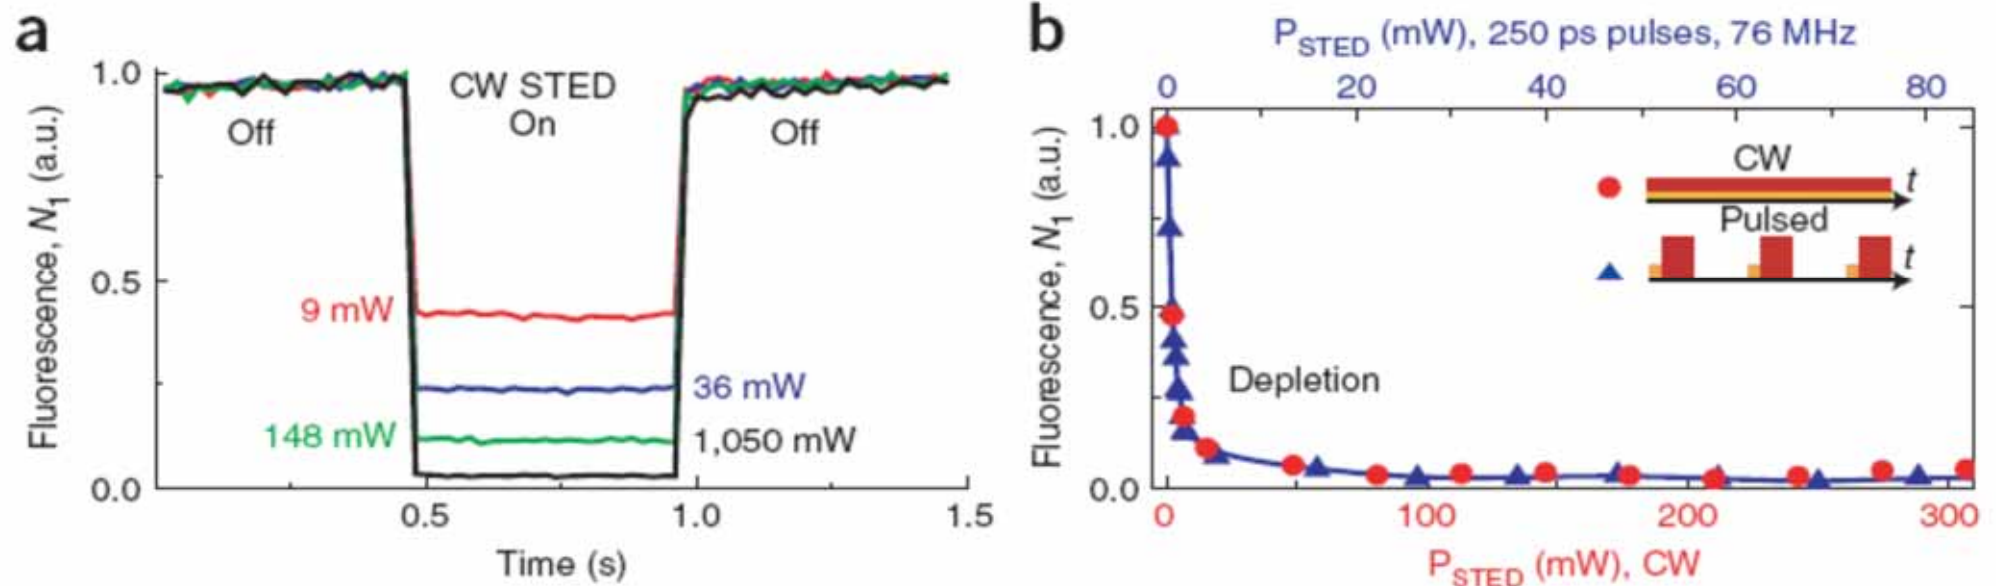 a
1.0
0.5
0.0
Fluorescence, N1 (a.u.)
Off
CW STED
On
Off
9 mW
36 mW
148 mW
1,050 mW
0.5
1.0
1.5
Time (s)
b
PSTED (mW), 250 ps pulses, 76 MHz
0
20
40
60
80
1.0
0.5
0.0
Fluorescence, N1 (a.u.)
CW
t
Pulsed
t
Depletion
0
100
200
300
PSTED (mW), CW